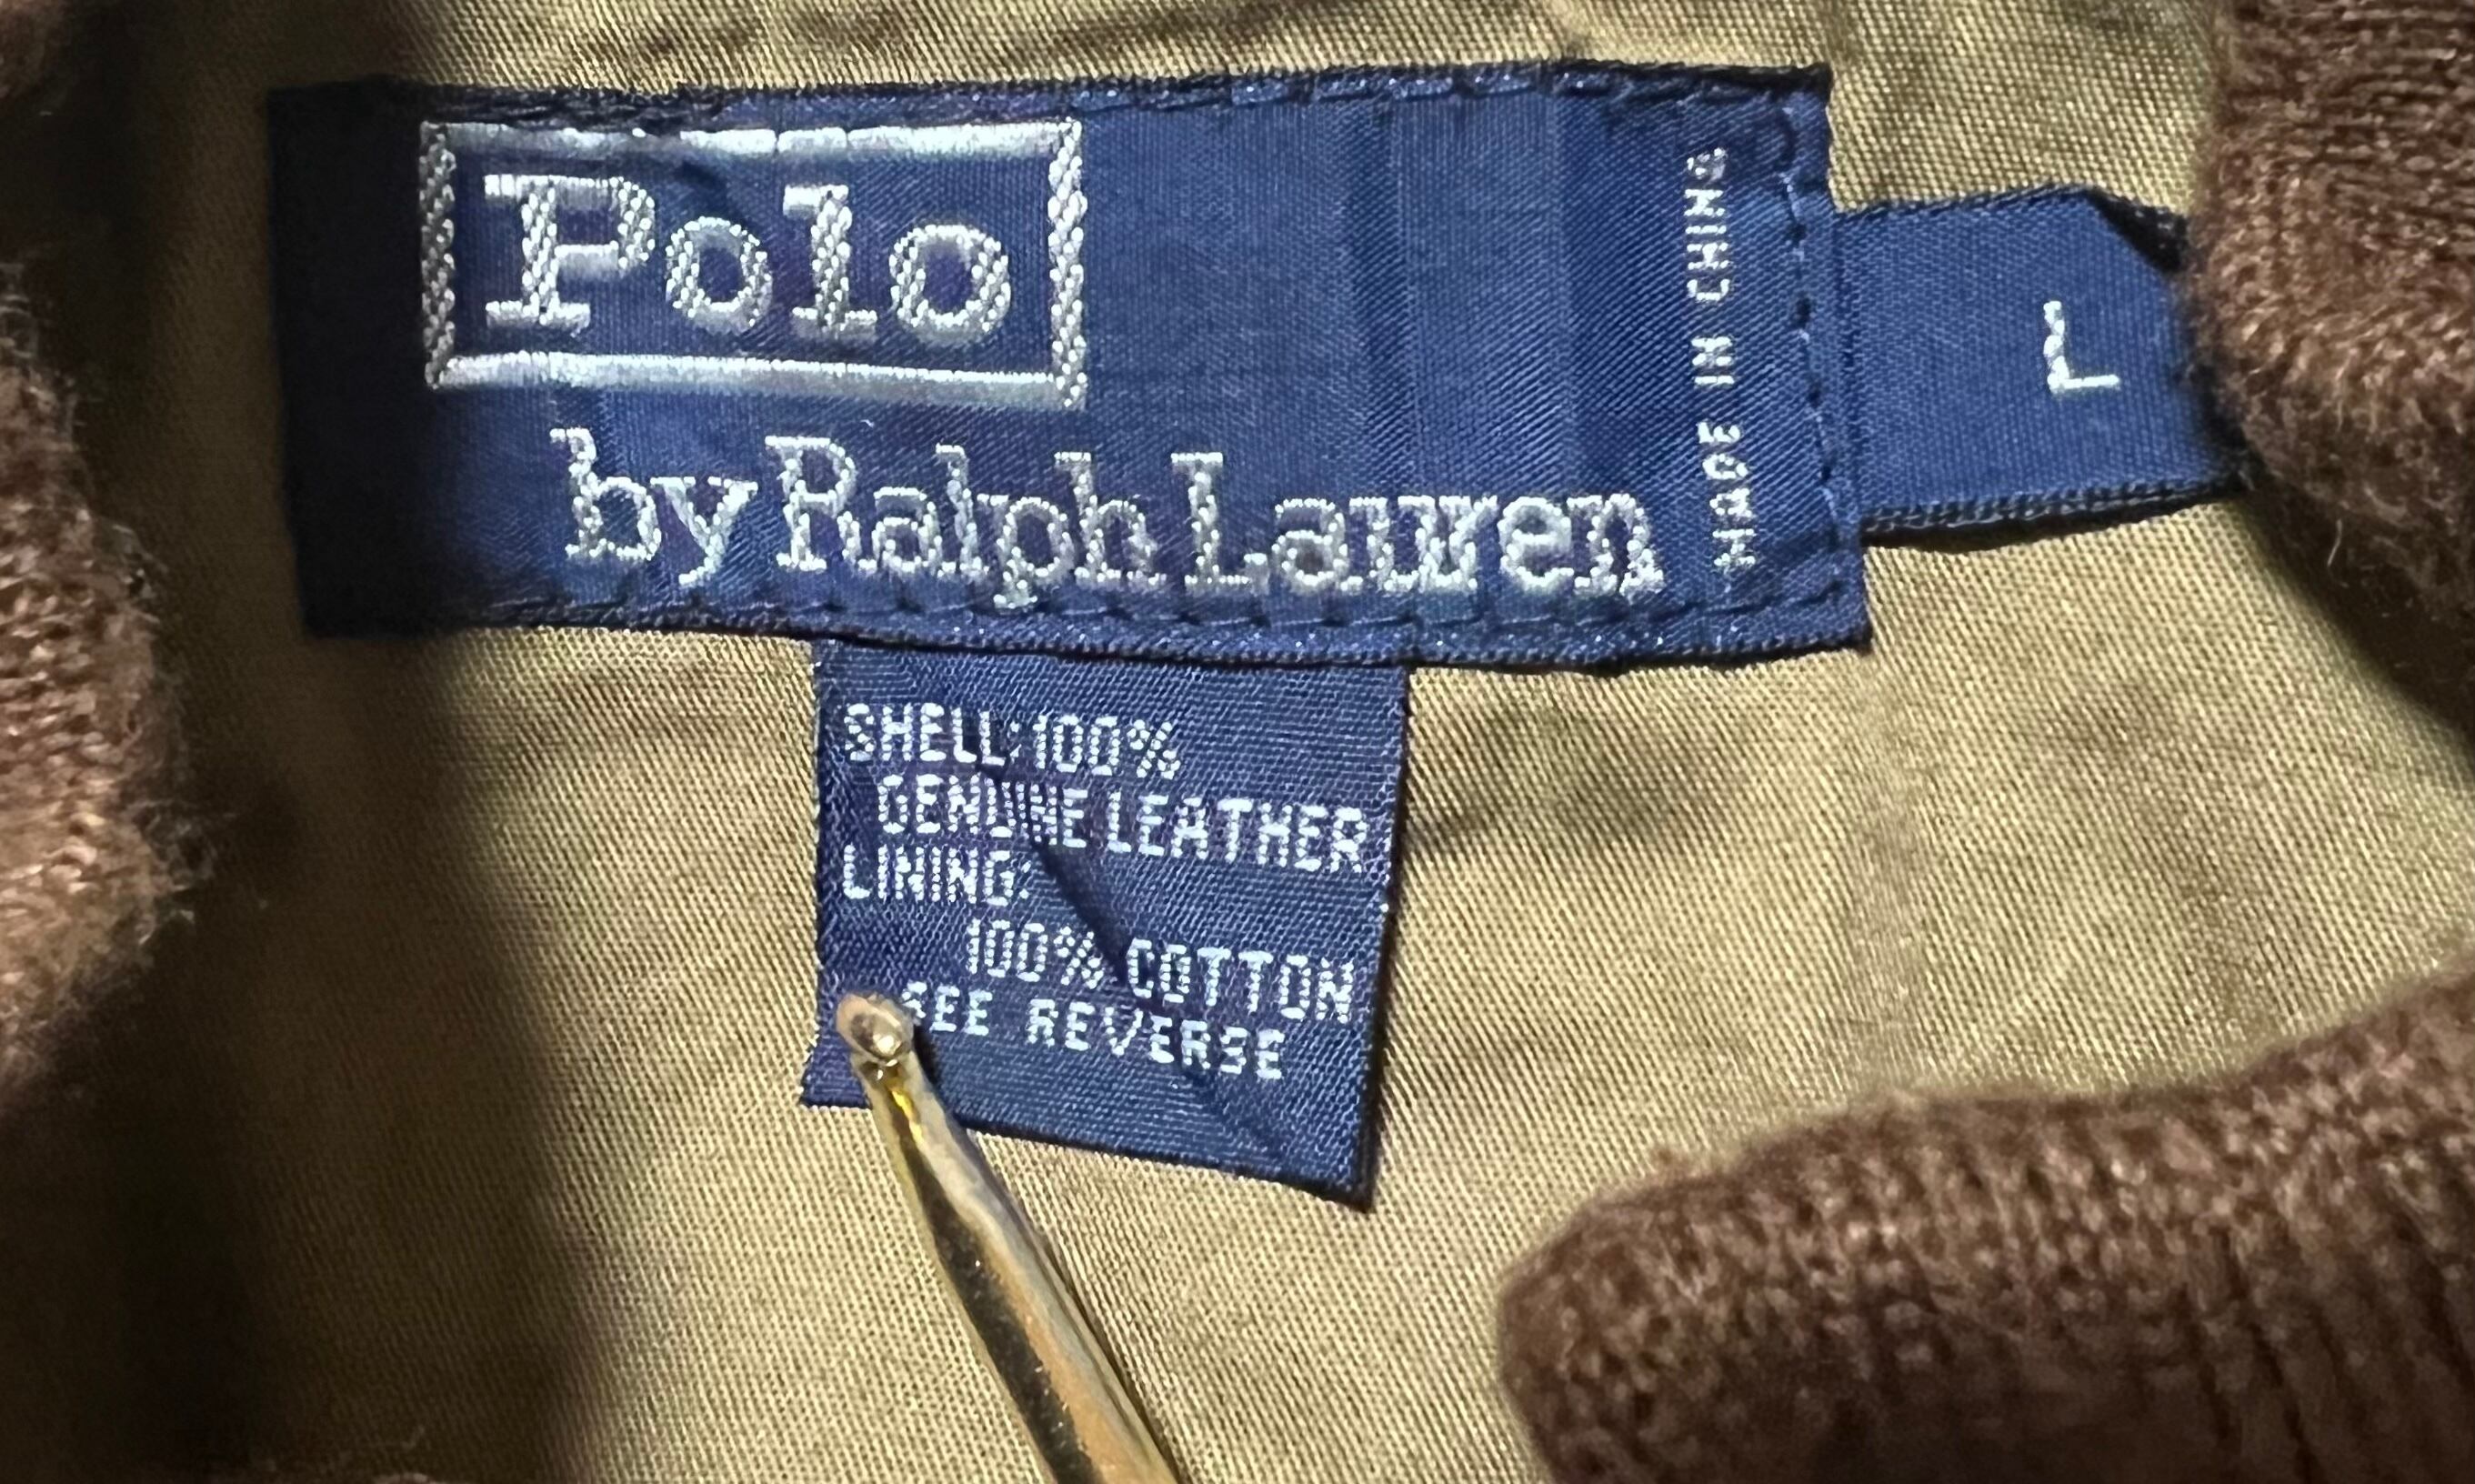 Polo
by Ralph Lauren
MADE IN CHINA
L
SHELL: 100%
GENUINE LEATHER
LINING:
100% COTTON
SEE REVERSE